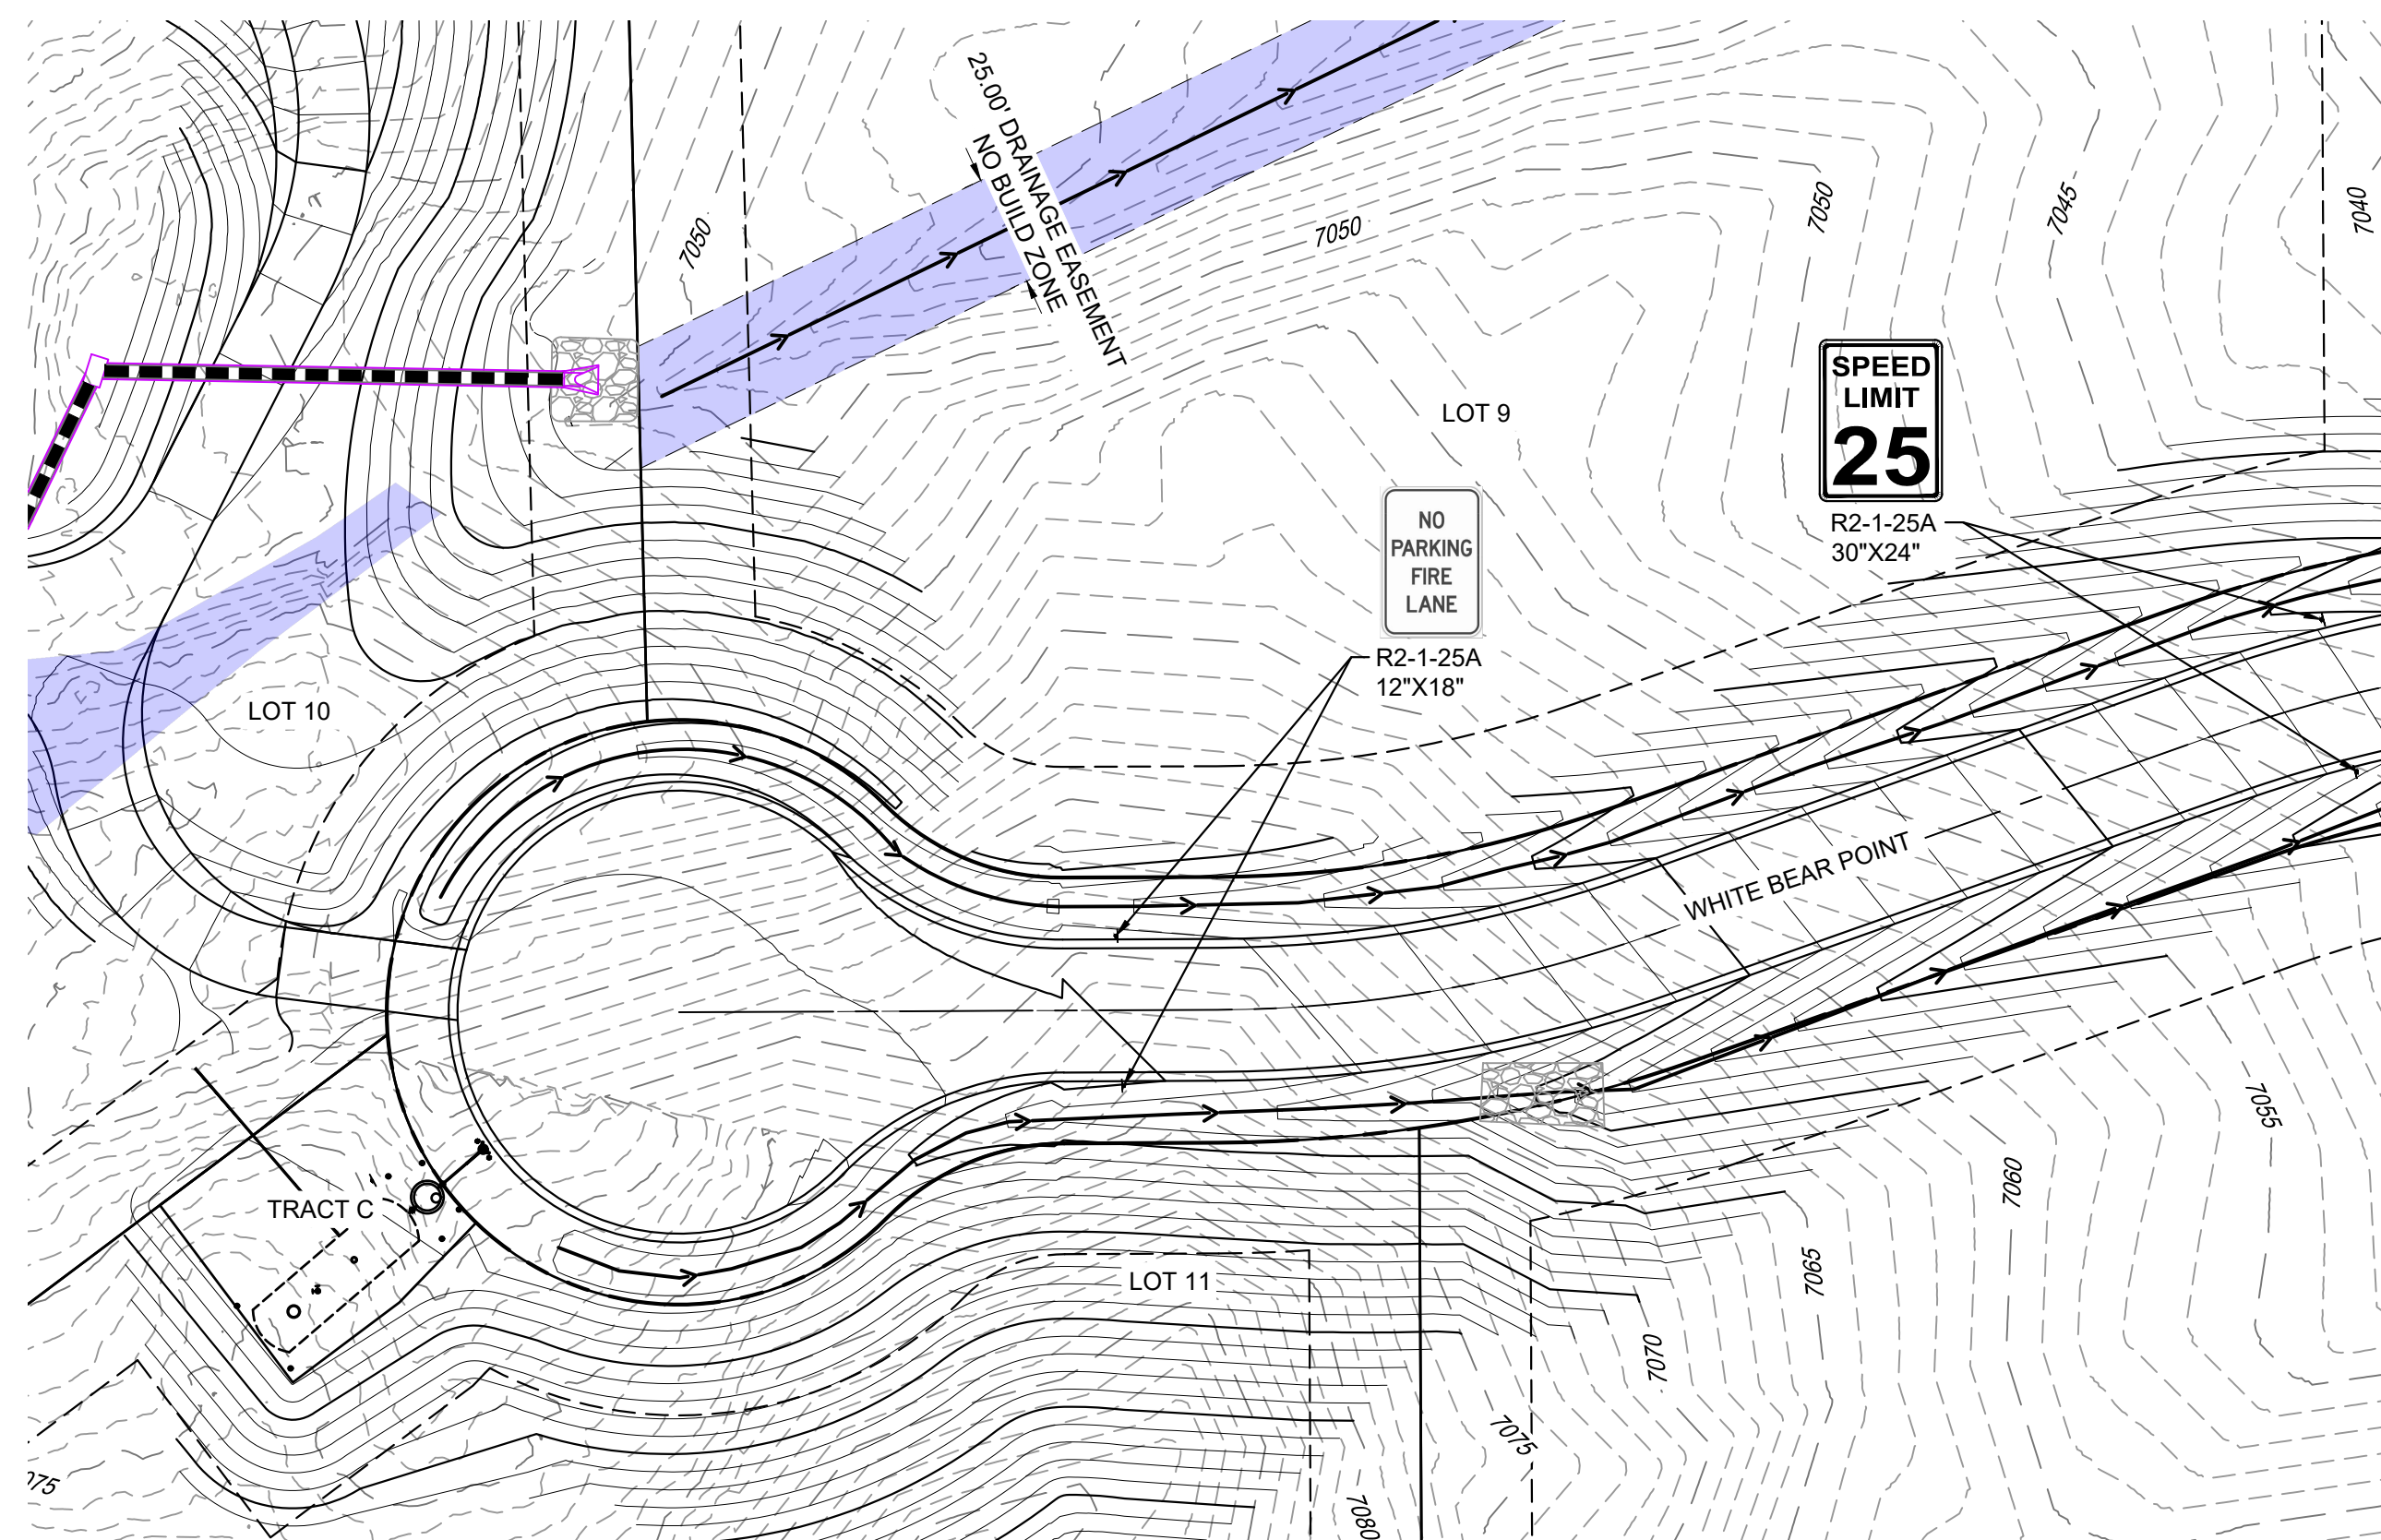 25.00' DRAINAGE EASEMENT
NO BUILD ZONE
7050
7050
7050
7045
7040
SPEED
LIMIT
25
R2-1-25A
30"X24"
LOT 9
NO
PARKING
FIRE
LANE
R2-1-25A
12"X18"
LOT 10
WHITE BEAR POINT
TRACT C
LOT 11
7055
7060
7065
7070
7075
7080
075